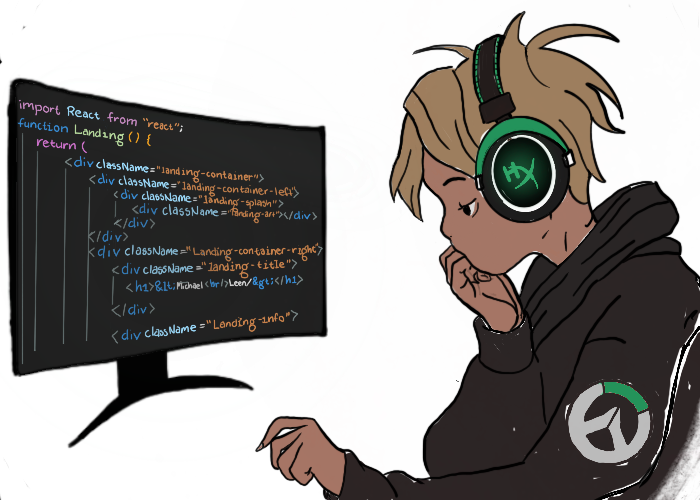 import React from "react";
function Landing () {
return (
<div className="landing-container">
<div className="landing-container-left">
<div className="landing-splash">
<div className="landing-art"></div>
</div>
</div>
<div className="Landing-container-right">
<div className="landing-title">
<h1>&lt;Michael<br/>Leen/&gt;</h1>
</div>
<div className="Landing-info">
HX